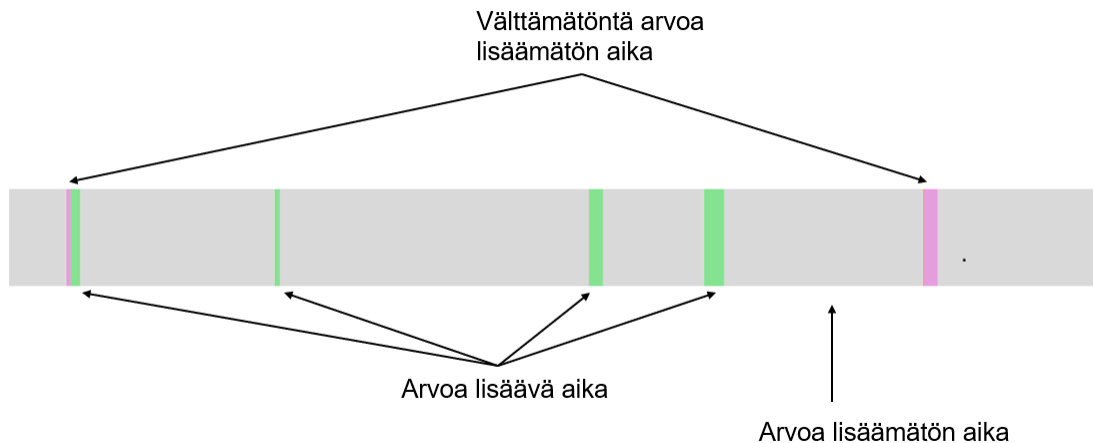 Välttämätöntä arvoa
lisäämätön aika
Arvoa lisäävä aika
Arvoa lisäämätön aika